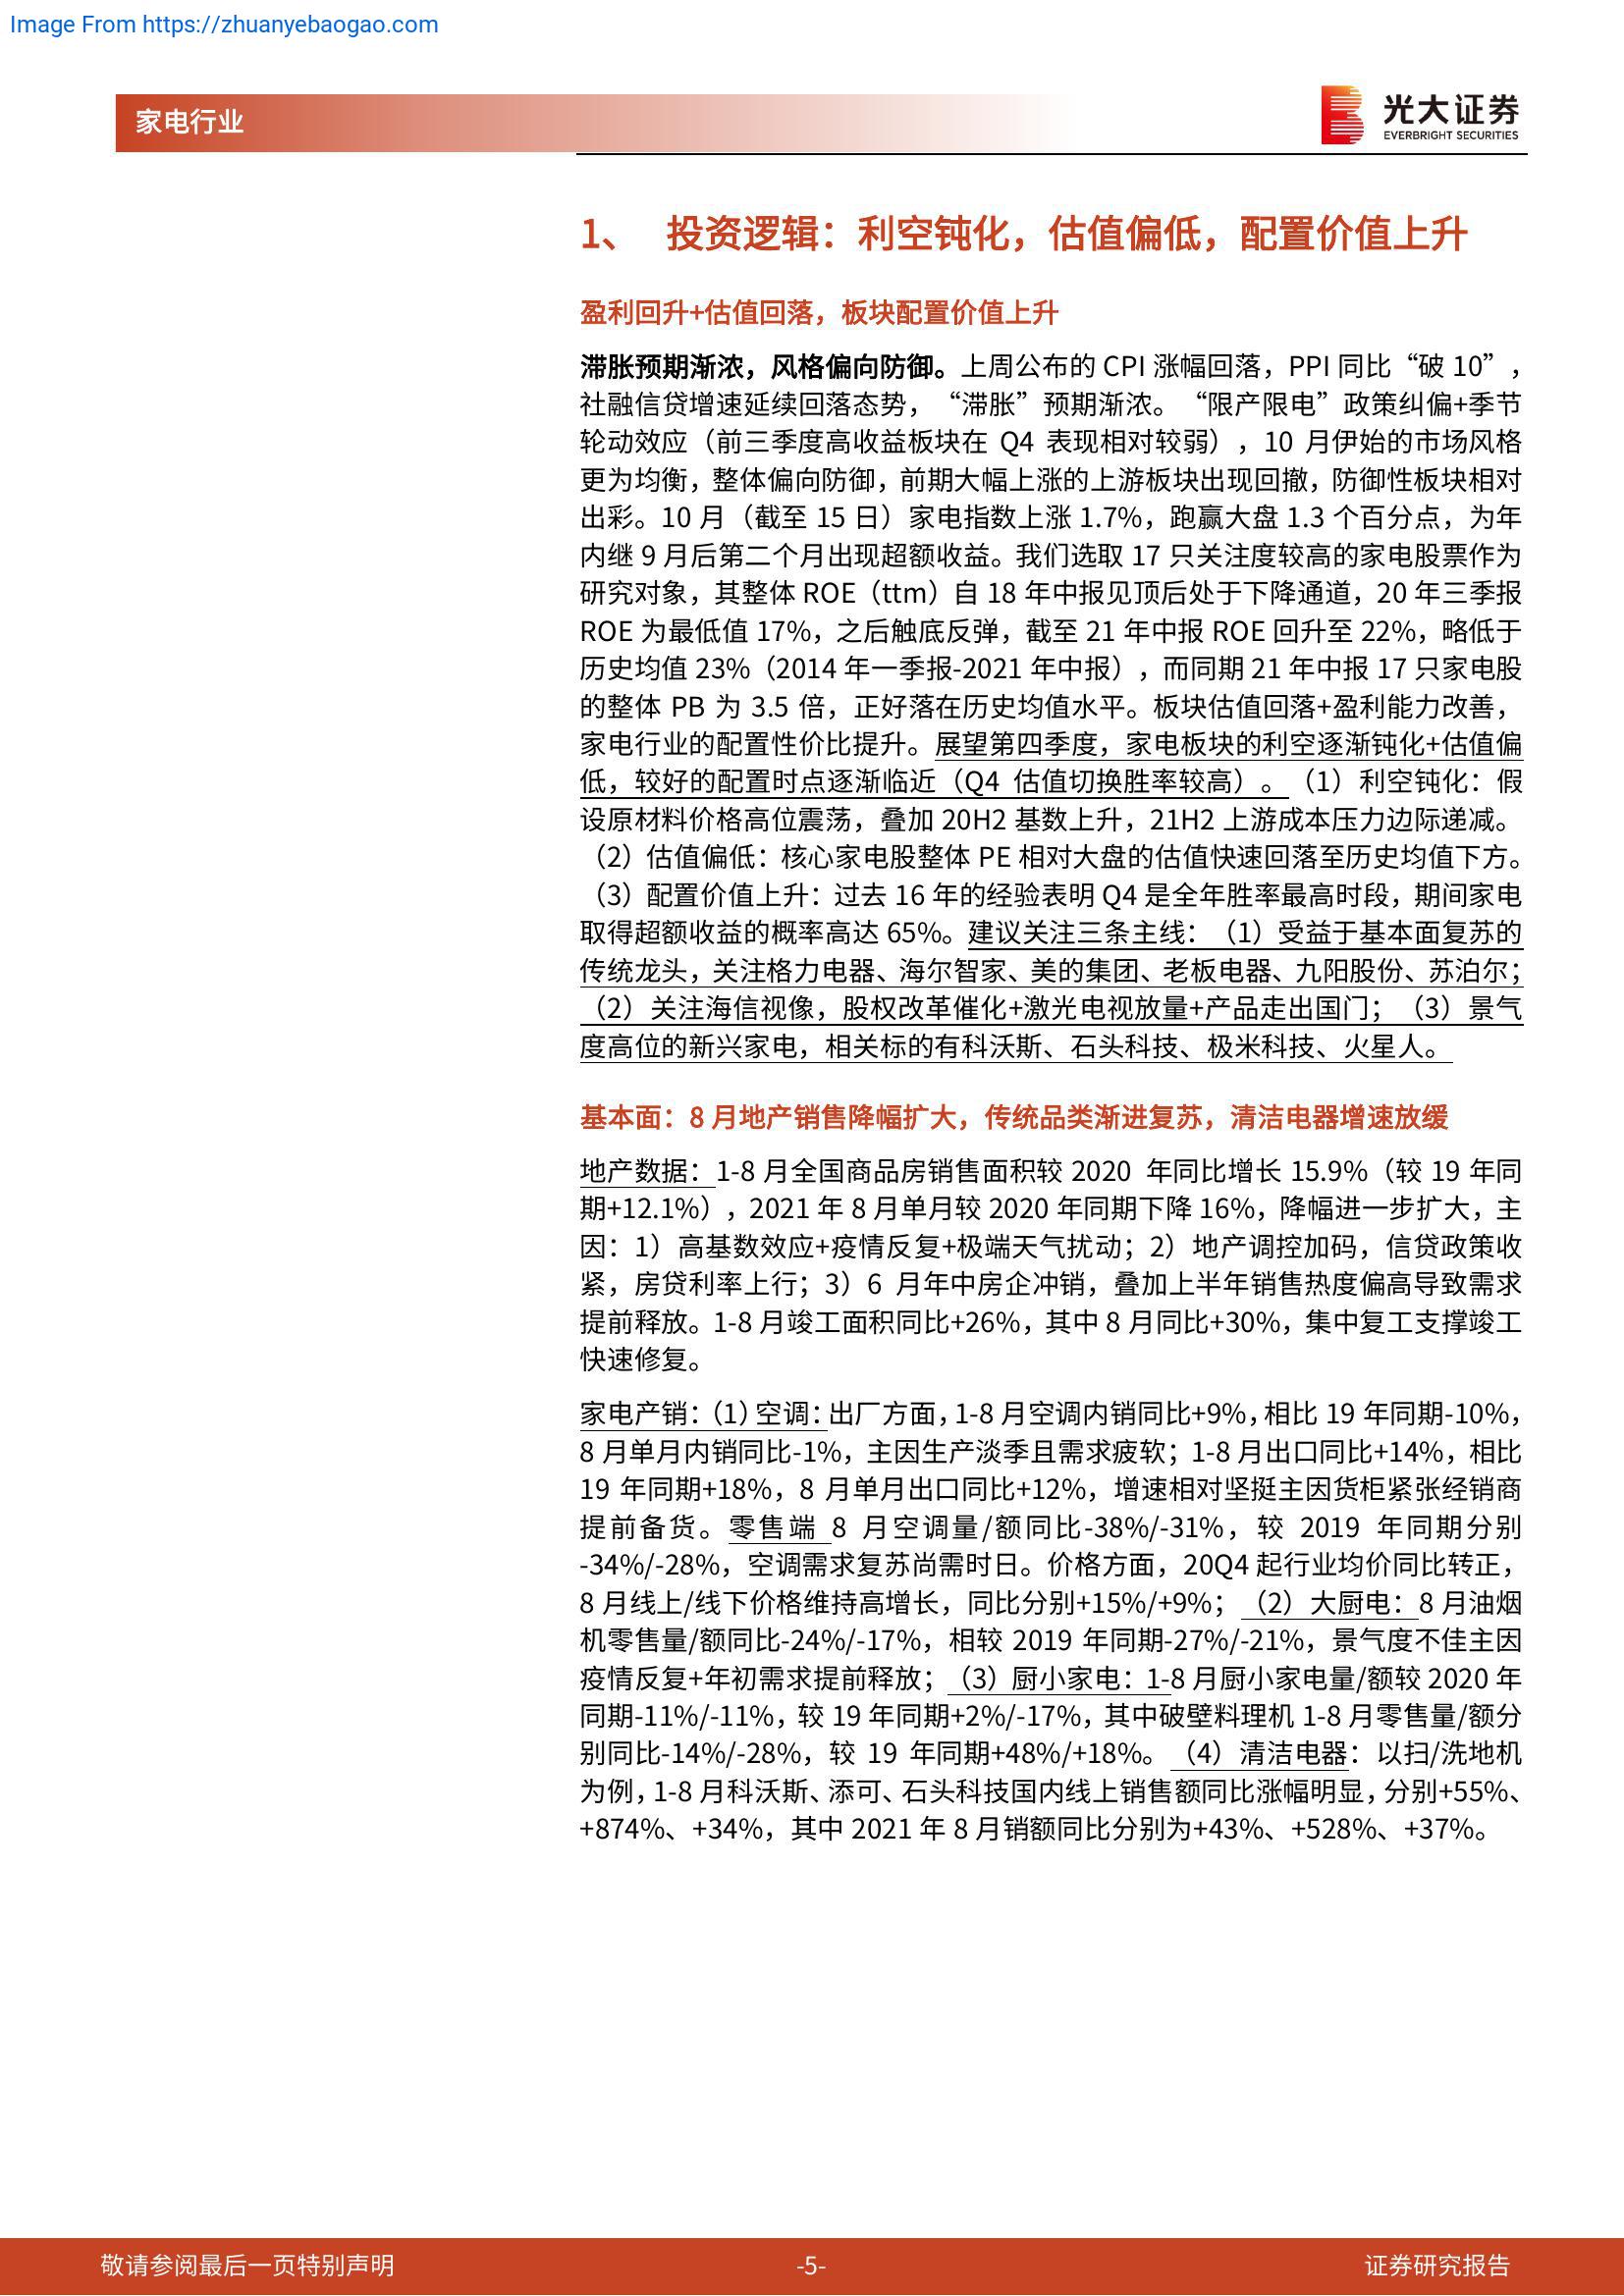 Image From https://zhuanyebaogao.com
家电行业
光大证券
EVERBRIGHT SECURITIES
1、 投资逻辑：利空钝化，估值偏低，配置价值上升
盈利回升+估值回落，板块配置价值上升
滞胀预期渐浓，风格偏向防御。上周公布的 CPI 涨幅回落，PPI 同比“破 10”，
社融信贷增速延续回落态势，“滞胀”预期渐浓。“限产限电”政策纠偏+季节
轮动效应（前三季度高收益板块在 Q4 表现相对较弱），10 月伊始的市场风格
更为均衡，整体偏向防御，前期大幅上涨的上游板块出现回撤，防御性板块相对
出彩。10 月（截至 15 日）家电指数上涨 1.7%，跑赢大盘 1.3 个百分点，为年
内继 9 月后第二个月出现超额收益。我们选取 17 只关注度较高的家电股票作为
研究对象，其整体 ROE（ttm）自 18 年中报见顶后处于下降通道，20 年三季报
ROE 为最低值 17%，之后触底反弹，截至 21 年中报 ROE 回升至 22%，略低于
历史均值 23%（2014 年一季报-2021 年中报），而同期 21 年中报 17 只家电股
的整体 PB 为 3.5 倍，正好落在历史均值水平。板块估值回落+盈利能力改善，
家电行业的配置性价比提升。展望第四季度，家电板块的利空逐渐钝化+估值偏
低，较好的配置时点逐渐临近（Q4 估值切换胜率较高）。（1）利空钝化：假
设原材料价格高位震荡，叠加 20H2 基数上升，21H2 上游成本压力边际递减。
（2）估值偏低：核心家电股整体 PE 相对大盘的估值快速回落至历史均值下方。
（3）配置价值上升：过去 16 年的经验表明 Q4 是全年胜率最高时段，期间家电
取得超额收益的概率高达 65%。建议关注三条主线：（1）受益于基本面复苏的
传统龙头，关注格力电器、海尔智家、美的集团、老板电器、九阳股份、苏泊尔；
（2）关注海信视像，股权改革催化+激光电视放量+产品走出国门；（3）景气
度高位的新兴家电，相关标的有科沃斯、石头科技、极米科技、火星人。
基本面：8 月地产销售降幅扩大，传统品类渐进复苏，清洁电器增速放缓
地产数据：1-8 月全国商品房销售面积较 2020 年同比增长 15.9%（较 19 年同
期+12.1%），2021 年 8 月单月较 2020 年同期下降 16%，降幅进一步扩大，主
因：1）高基数效应+疫情反复+极端天气扰动；2）地产调控加码，信贷政策收
紧，房贷利率上行；3）6 月年中房企冲销，叠加上半年销售热度偏高导致需求
提前释放。1-8 月竣工面积同比+26%，其中 8 月同比+30%，集中复工支撑竣工
快速修复。
家电产销：（1）空调：出厂方面，1-8 月空调内销同比+9%，相比 19 年同期-10%，
8 月单月内销同比-1%，主因生产淡季且需求疲软；1-8 月出口同比+14%，相比
19 年同期+18%，8 月单月出口同比+12%，增速相对坚挺主因货柜紧张经销商
提前备货。零售端 8 月空调量/额同比-38%/-31%，较 2019 年同期分别
-34%/-28%，空调需求复苏尚需时日。价格方面，20Q4 起行业均价同比转正，
8 月线上/线下价格维持高增长，同比分别+15%/+9%；（2）大厨电：8 月油烟
机零售量/额同比-24%/-17%，相较 2019 年同期-27%/-21%，景气度不佳主因
疫情反复+年初需求提前释放；（3）厨小家电：1-8 月厨小家电量/额较 2020 年
同期-11%/-11%，较 19 年同期+2%/-17%，其中破壁料理机 1-8 月零售量/额分
别同比-14%/-28%，较 19 年同期+48%/+18%。（4）清洁电器：以扫/洗地机
为例，1-8 月科沃斯、添可、石头科技国内线上销售额同比涨幅明显，分别+55%、
+874%、+34%，其中 2021 年 8 月销额同比分别为+43%、+528%、+37%。
敬请参阅最后一页特别声明
-5-
证券研究报告